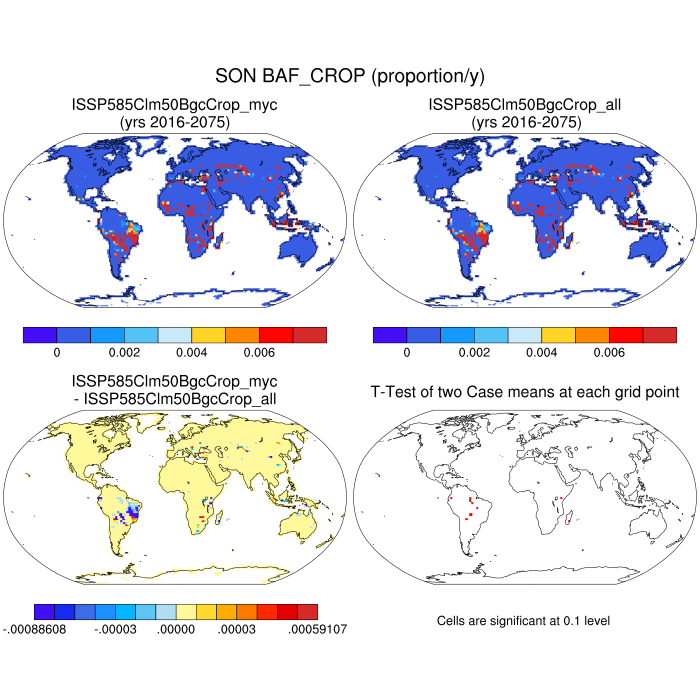 SON BAF_CROP (proportion/y)
ISSP585Clm50BgcCrop_myc
(yrs 2016-2075)
ISSP585Clm50BgcCrop_all
(yrs 2016-2075)
0 0.002 0.004 0.006
0 0.002 0.004 0.006
ISSP585Clm50BgcCrop_myc
- ISSP585Clm50BgcCrop_all
T-Test of two Case means at each grid point
-.00088608 -.00003 .00000 .00003 .00059107
Cells are significant at 0.1 level